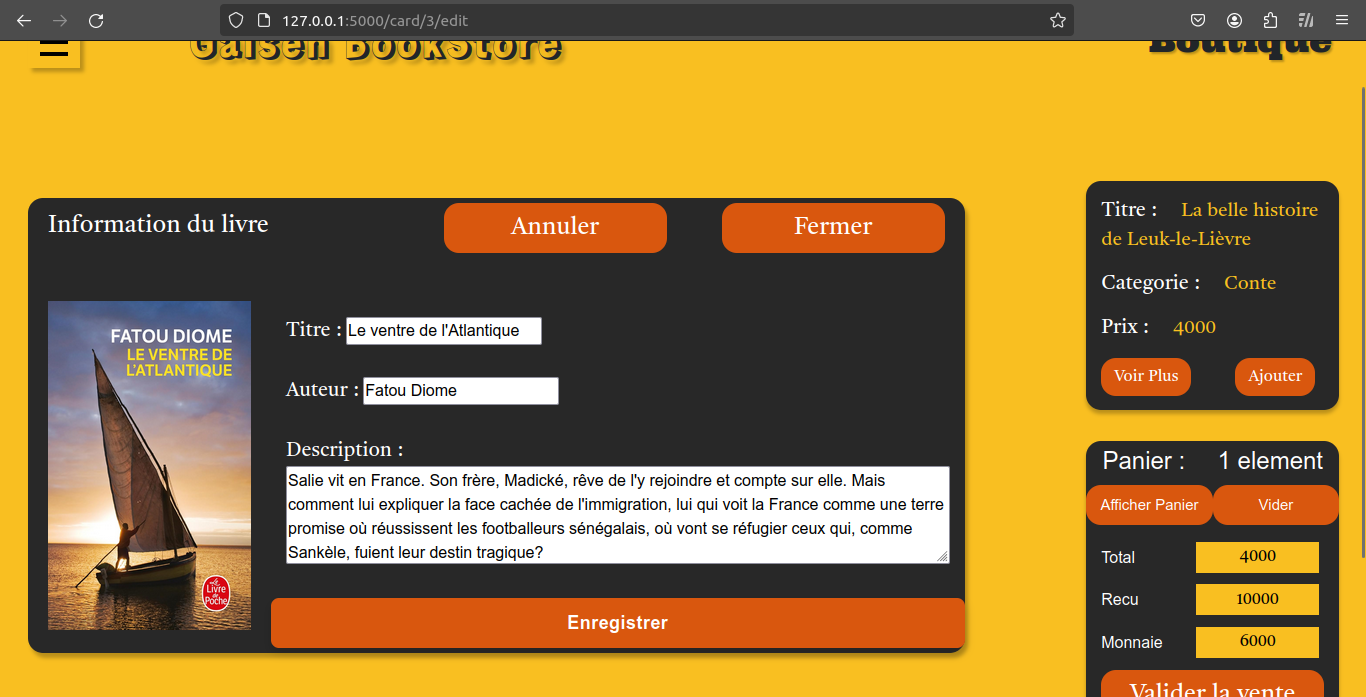 127.0.0.1:5000/card/3/edit
Galsen BookStore
Boutique
Information du livre
Annuler
Fermer
FATOU DIOME
LE VENTRE DE
L'ATLANTIQUE
Le
Livre
de
Poche
Titre : Le ventre de l'Atlantique
Auteur : Fatou Diome
Description :
Salie vit en France. Son frère, Madické, rêve de l'y rejoindre et compte sur elle. Mais
comment lui expliquer la face cachée de l'immigration, lui qui voit la France comme une terre
promise où réussissent les footballeurs sénégalais, où vont se réfugier ceux qui, comme
Sankèle, fuient leur destin tragique?
Enregistrer
Titre : La belle histoire
de Leuk-le-Lièvre
Categorie : Conte
Prix : 4000
Voir Plus
Ajouter
Panier : 1 element
Afficher Panier
Vider
Total 4000
Recu 10000
Monnaie 6000
Valider la vente